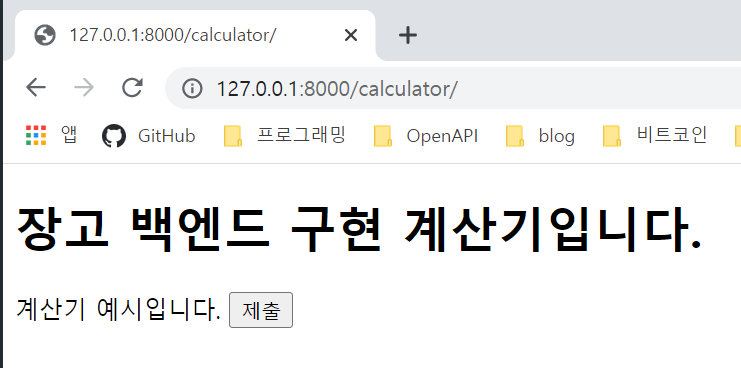 127.0.0.1:8000/calculator/
127.0.0.1:8000/calculator/
앱 GitHub 프로그래밍 OpenAPI blog 비트코인
장고 백엔드 구현 계산기입니다.
계산기 예시입니다. 제출